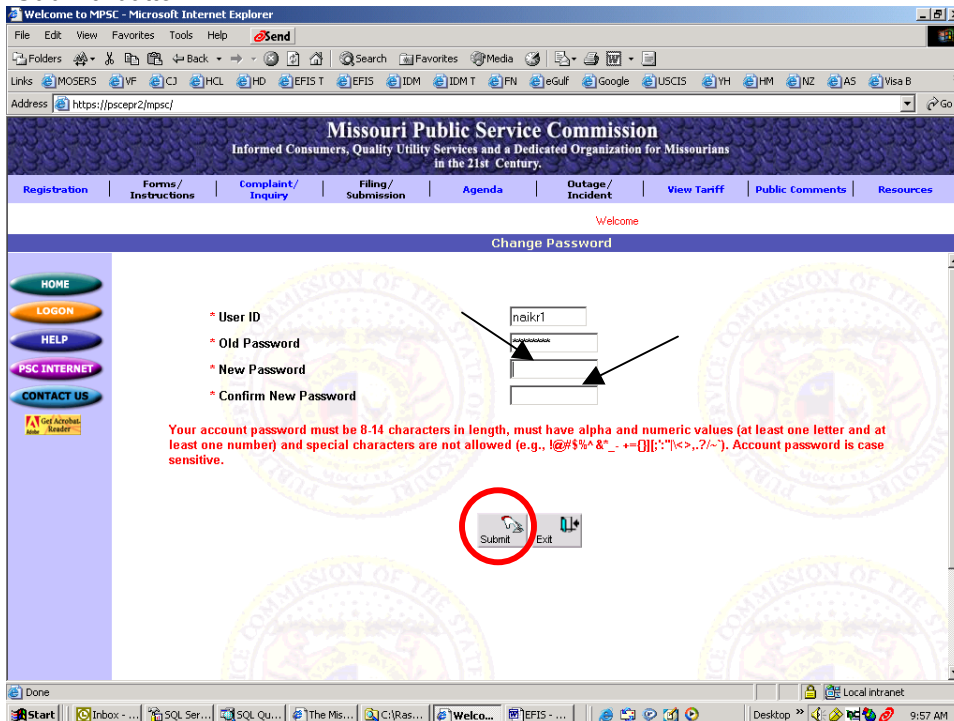 Welcome to MPSC - Microsoft Internet Explorer
File Edit View Favorites Tools Help Send
Folders Back Search Favorites Media
Links MOSERS VF CJ HCL HD EFIS T EFIS IDM IDM T FN eGulf Google USCIS YH HM NZ AS Visa B
Address https://pscepr2/mpsc/ Go
Missouri Public Service Commission
Informed Consumers, Quality Utility Services and a Dedicated Organization for Missourians
in the 21st Century.
Registration | Forms/ Instructions | Complaint/ Inquiry | Filing/ Submission | Agenda | Outage/ Incident | View Tariff | Public Comments | Resources
Welcome
Change Password
HOME
LOGON
HELP
PSC INTERNET
CONTACT US
Get Acrobat Reader
Adobe
* User ID naikr1
* Old Password ********
* New Password
* Confirm New Password
Your account password must be 8-14 characters in length, must have alpha and numeric values (at least one letter and at
least one number) and special characters are not allowed (e.g., !@#$%^&*_- +={}][;':"|\<>,.?/~`). Account password is case
sensitive.
Submit Exit
Done Local intranet
Start Inbox - ... SQL Ser... SQL Qu... The Mis... C:\Ras... Welco... EFIS - ... Desktop » 9:57 AM